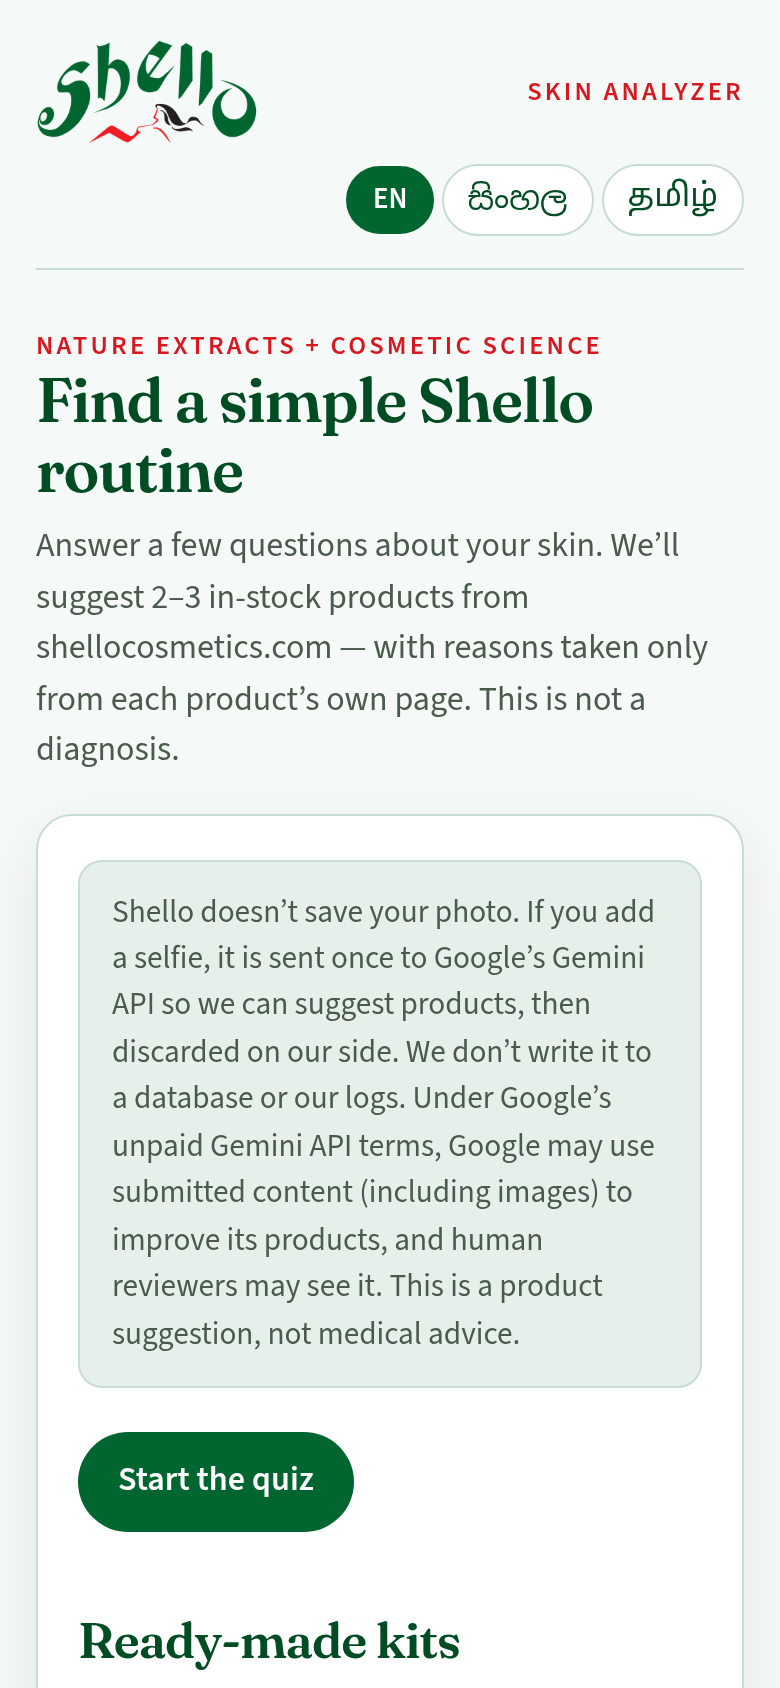 Shello
SKIN ANALYZER
EN
සිංහල
தமிழ்
NATURE EXTRACTS + COSMETIC SCIENCE
Find a simple Shello
routine
Answer a few questions about your skin. We’ll
suggest 2–3 in-stock products from
shellocosmetics.com — with reasons taken only
from each product’s own page. This is not a
diagnosis.
Shello doesn’t save your photo. If you add
a selfie, it is sent once to Google’s Gemini
API so we can suggest products, then
discarded on our side. We don’t write it to
a database or our logs. Under Google’s
unpaid Gemini API terms, Google may use
submitted content (including images) to
improve its products, and human
reviewers may see it. This is a product
suggestion, not medical advice.
Start the quiz
Ready-made kits